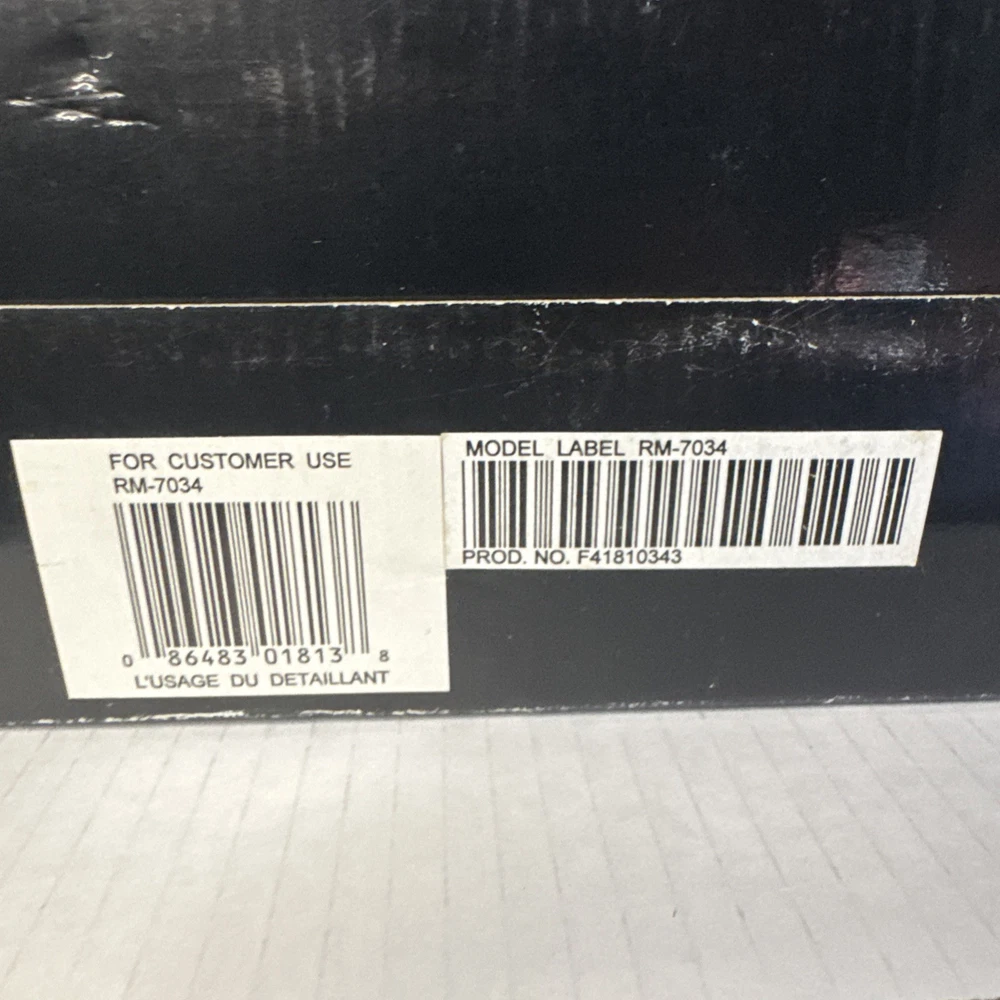 FOR CUSTOMER USE
RM-7034
0 86483 01813 8
L'USAGE DU DETAILLANT
MODEL LABEL RM-7034
PROD. NO. F41810343